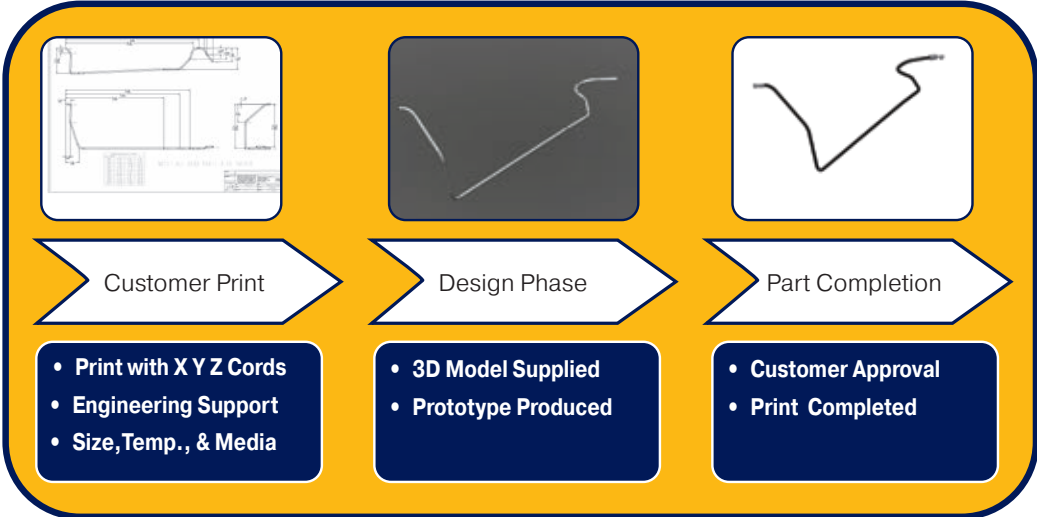 Customer Print
Design Phase
Part Completion
• Print with X Y Z Cords
• Engineering Support
• Size,Temp., & Media
• 3D Model Supplied
• Prototype Produced
• Customer Approval
• Print Completed